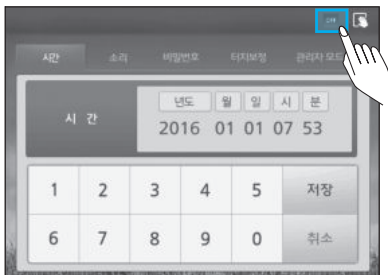 시간 소리 비밀번호 터치보정 관리자 모드
시 간
년도 월 일 시 분
2016 01 01 07 53
1 2 3 4 5 저장
6 7 8 9 0 취소